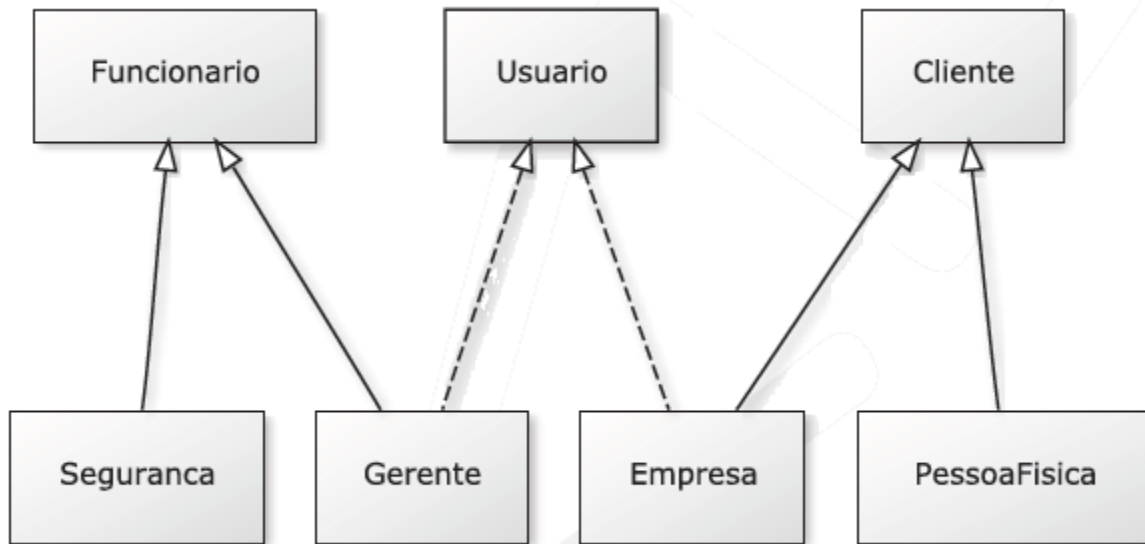 Funcionario
Usuario
Cliente
Seguranca
Gerente
Empresa
PessoaFisica